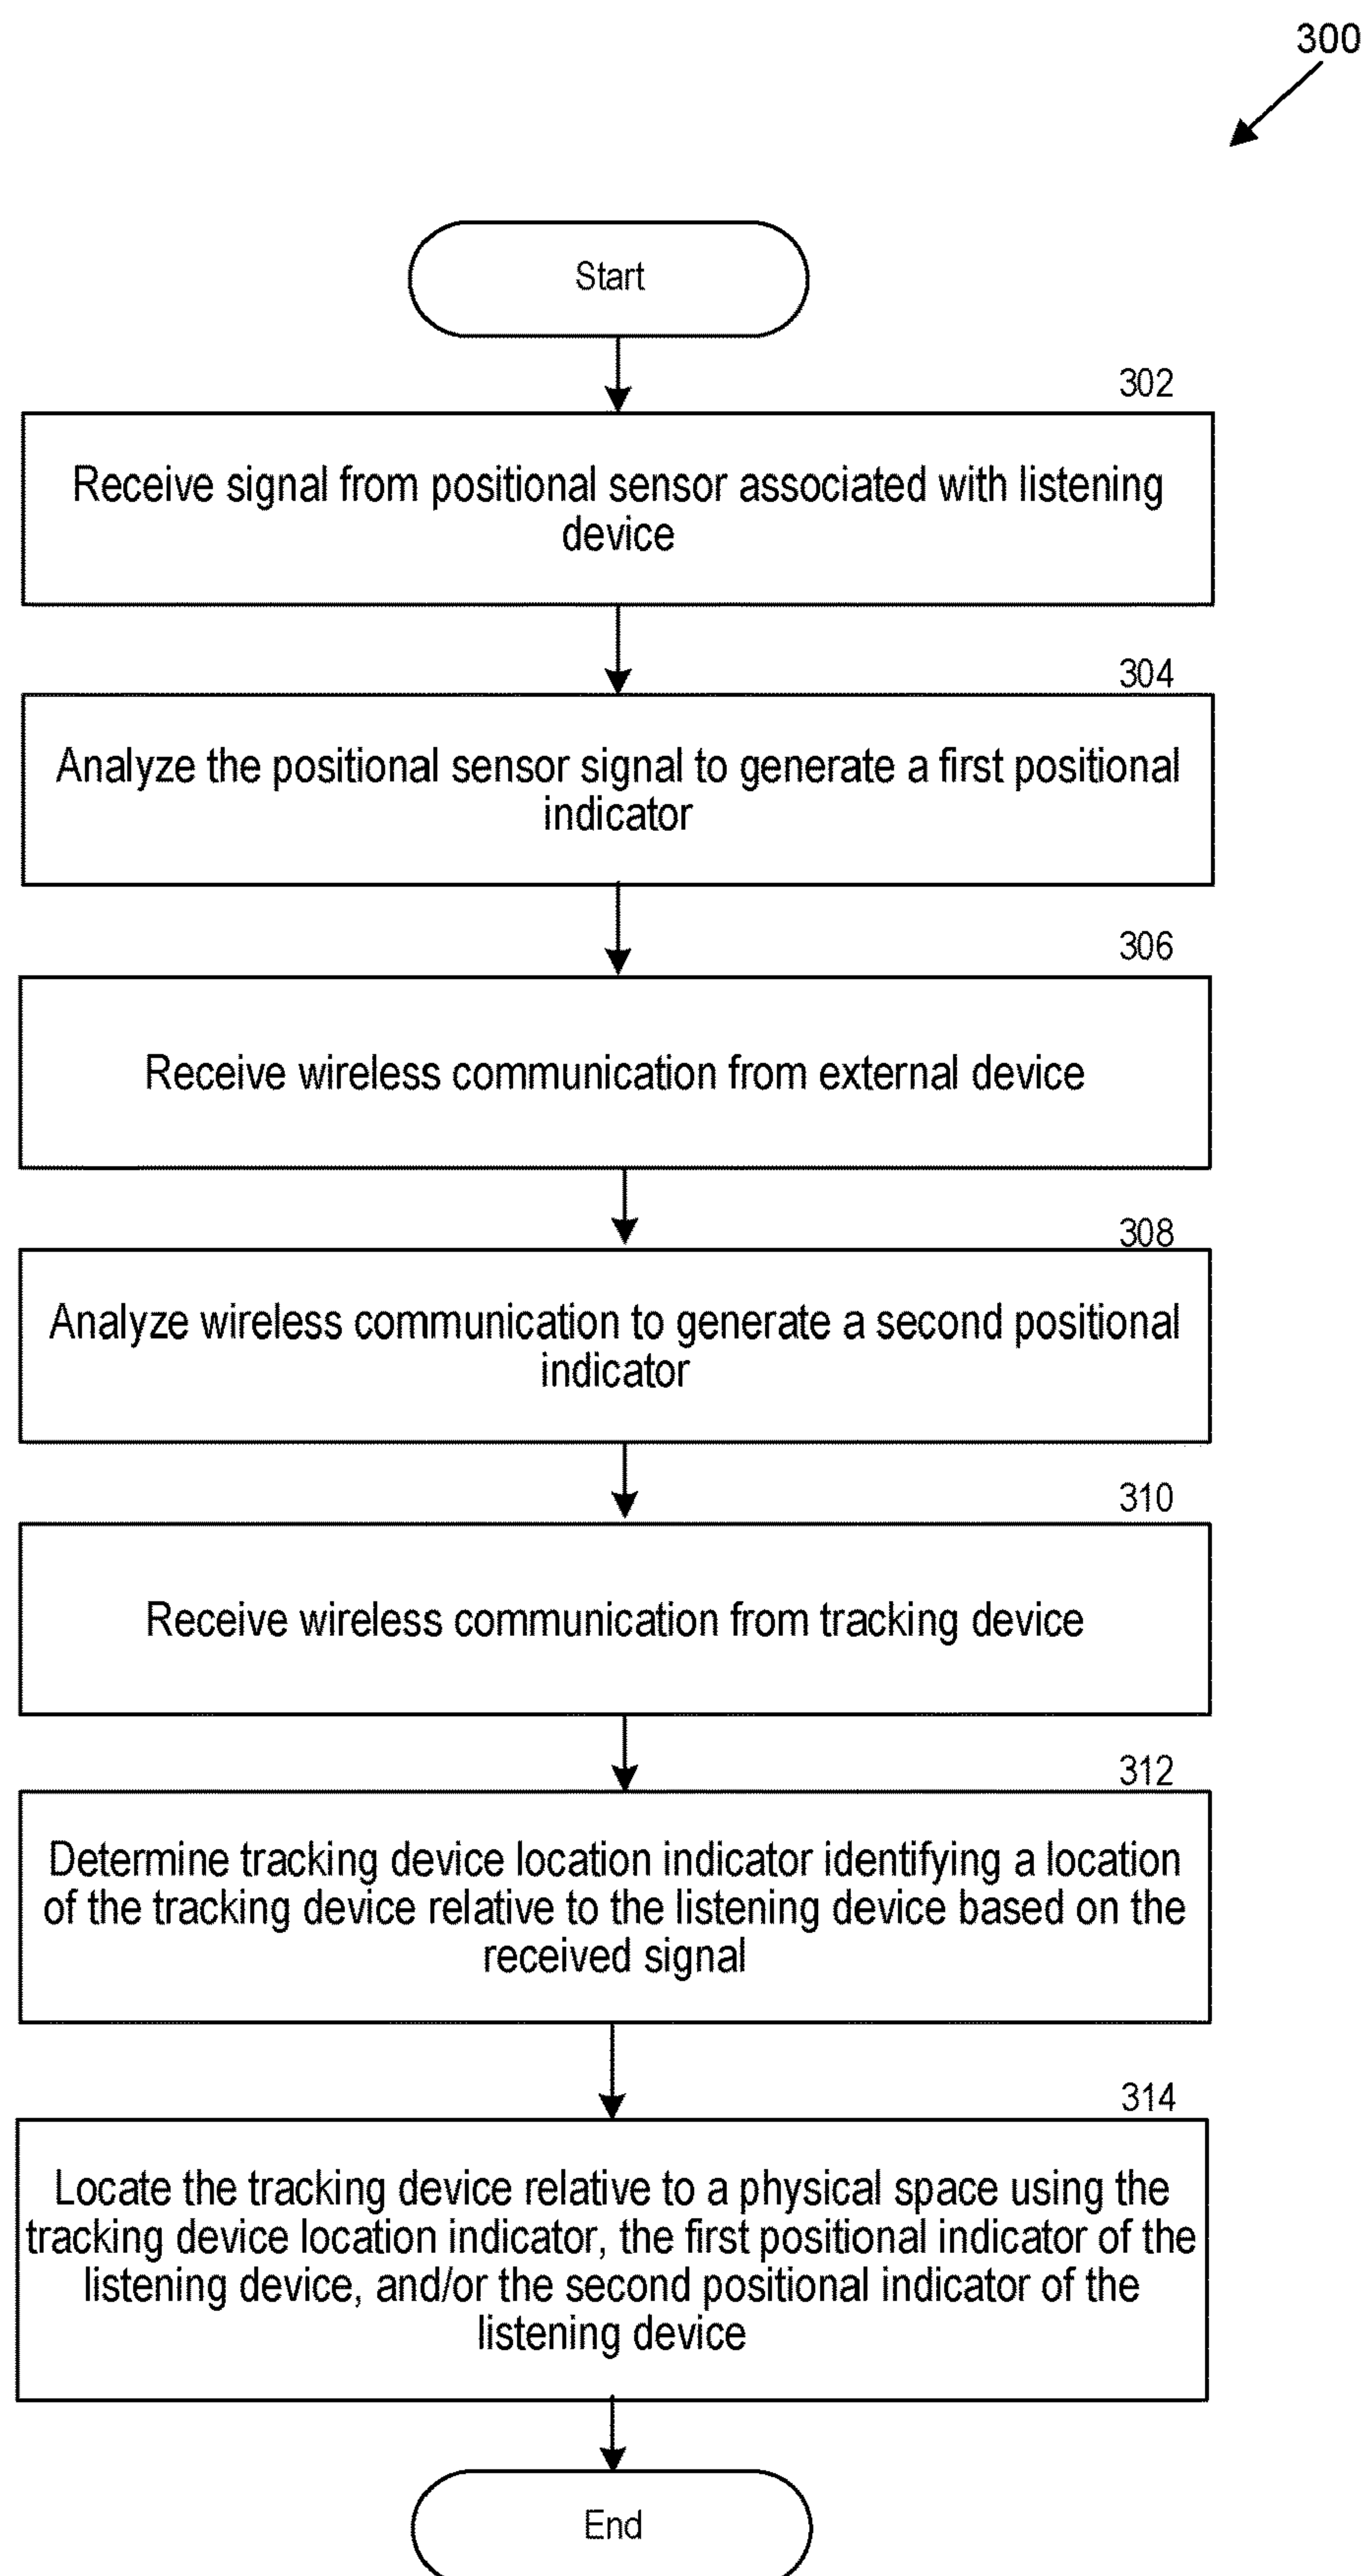 300
Start
302
Receive signal from positional sensor associated with listening
device
304
Analyze the positional sensor signal to generate a first positional
indicator
306
Receive wireless communication from external device
308
Analyze wireless communication to generate a second positional
indicator
310
Receive wireless communication from tracking device
312
Determine tracking device location indicator identifying a location
of the tracking device relative to the listening device based on the
received signal
314
Locate the tracking device relative to a physical space using the
tracking device location indicator, the first positional indicator of the
listening device, and/or the second positional indicator of the
listening device
End